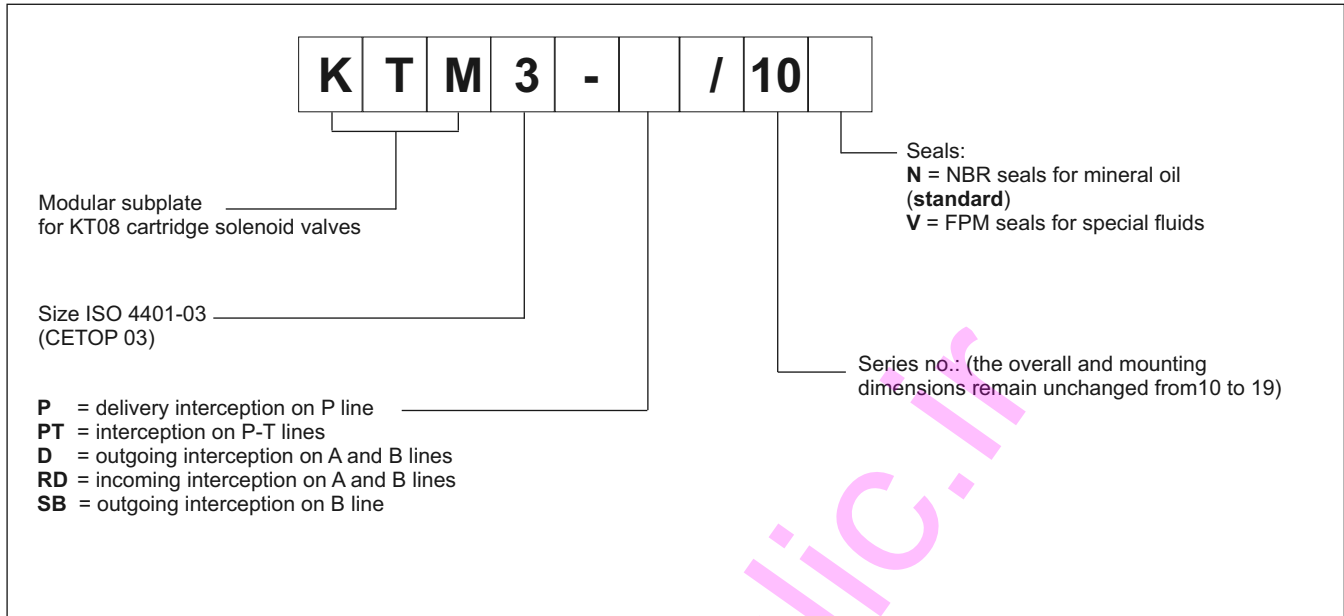 K T M 3 - / 10
Seals:
N = NBR seals for mineral oil
(standard)
V = FPM seals for special fluids
Modular subplate
for KT08 cartridge solenoid valves
Size ISO 4401-03
(CETOP 03)
Series no.: (the overall and mounting
dimensions remain unchanged from10 to 19)
P = delivery interception on P line
PT = interception on P-T lines
D = outgoing interception on A and B lines
RD = incoming interception on A and B lines
SB = outgoing interception on B line
lic.ir